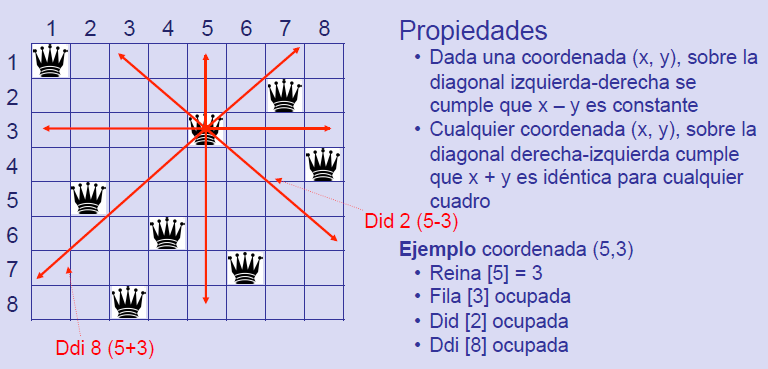 1 2 3 4 5 6 7 8
1
2
3
4
5
6
7
8
Did 2 (5-3)
Ddi 8 (5+3)
Propiedades
• Dada una coordenada (x, y), sobre la
diagonal izquierda-derecha se
cumple que x – y es constante
• Cualquier coordenada (x, y), sobre la
diagonal derecha-izquierda cumple
que x + y es idéntica para cualquier
cuadro
Ejemplo coordenada (5,3)
• Reina [5] = 3
• Fila [3] ocupada
• Did [2] ocupada
• Ddi [8] ocupada